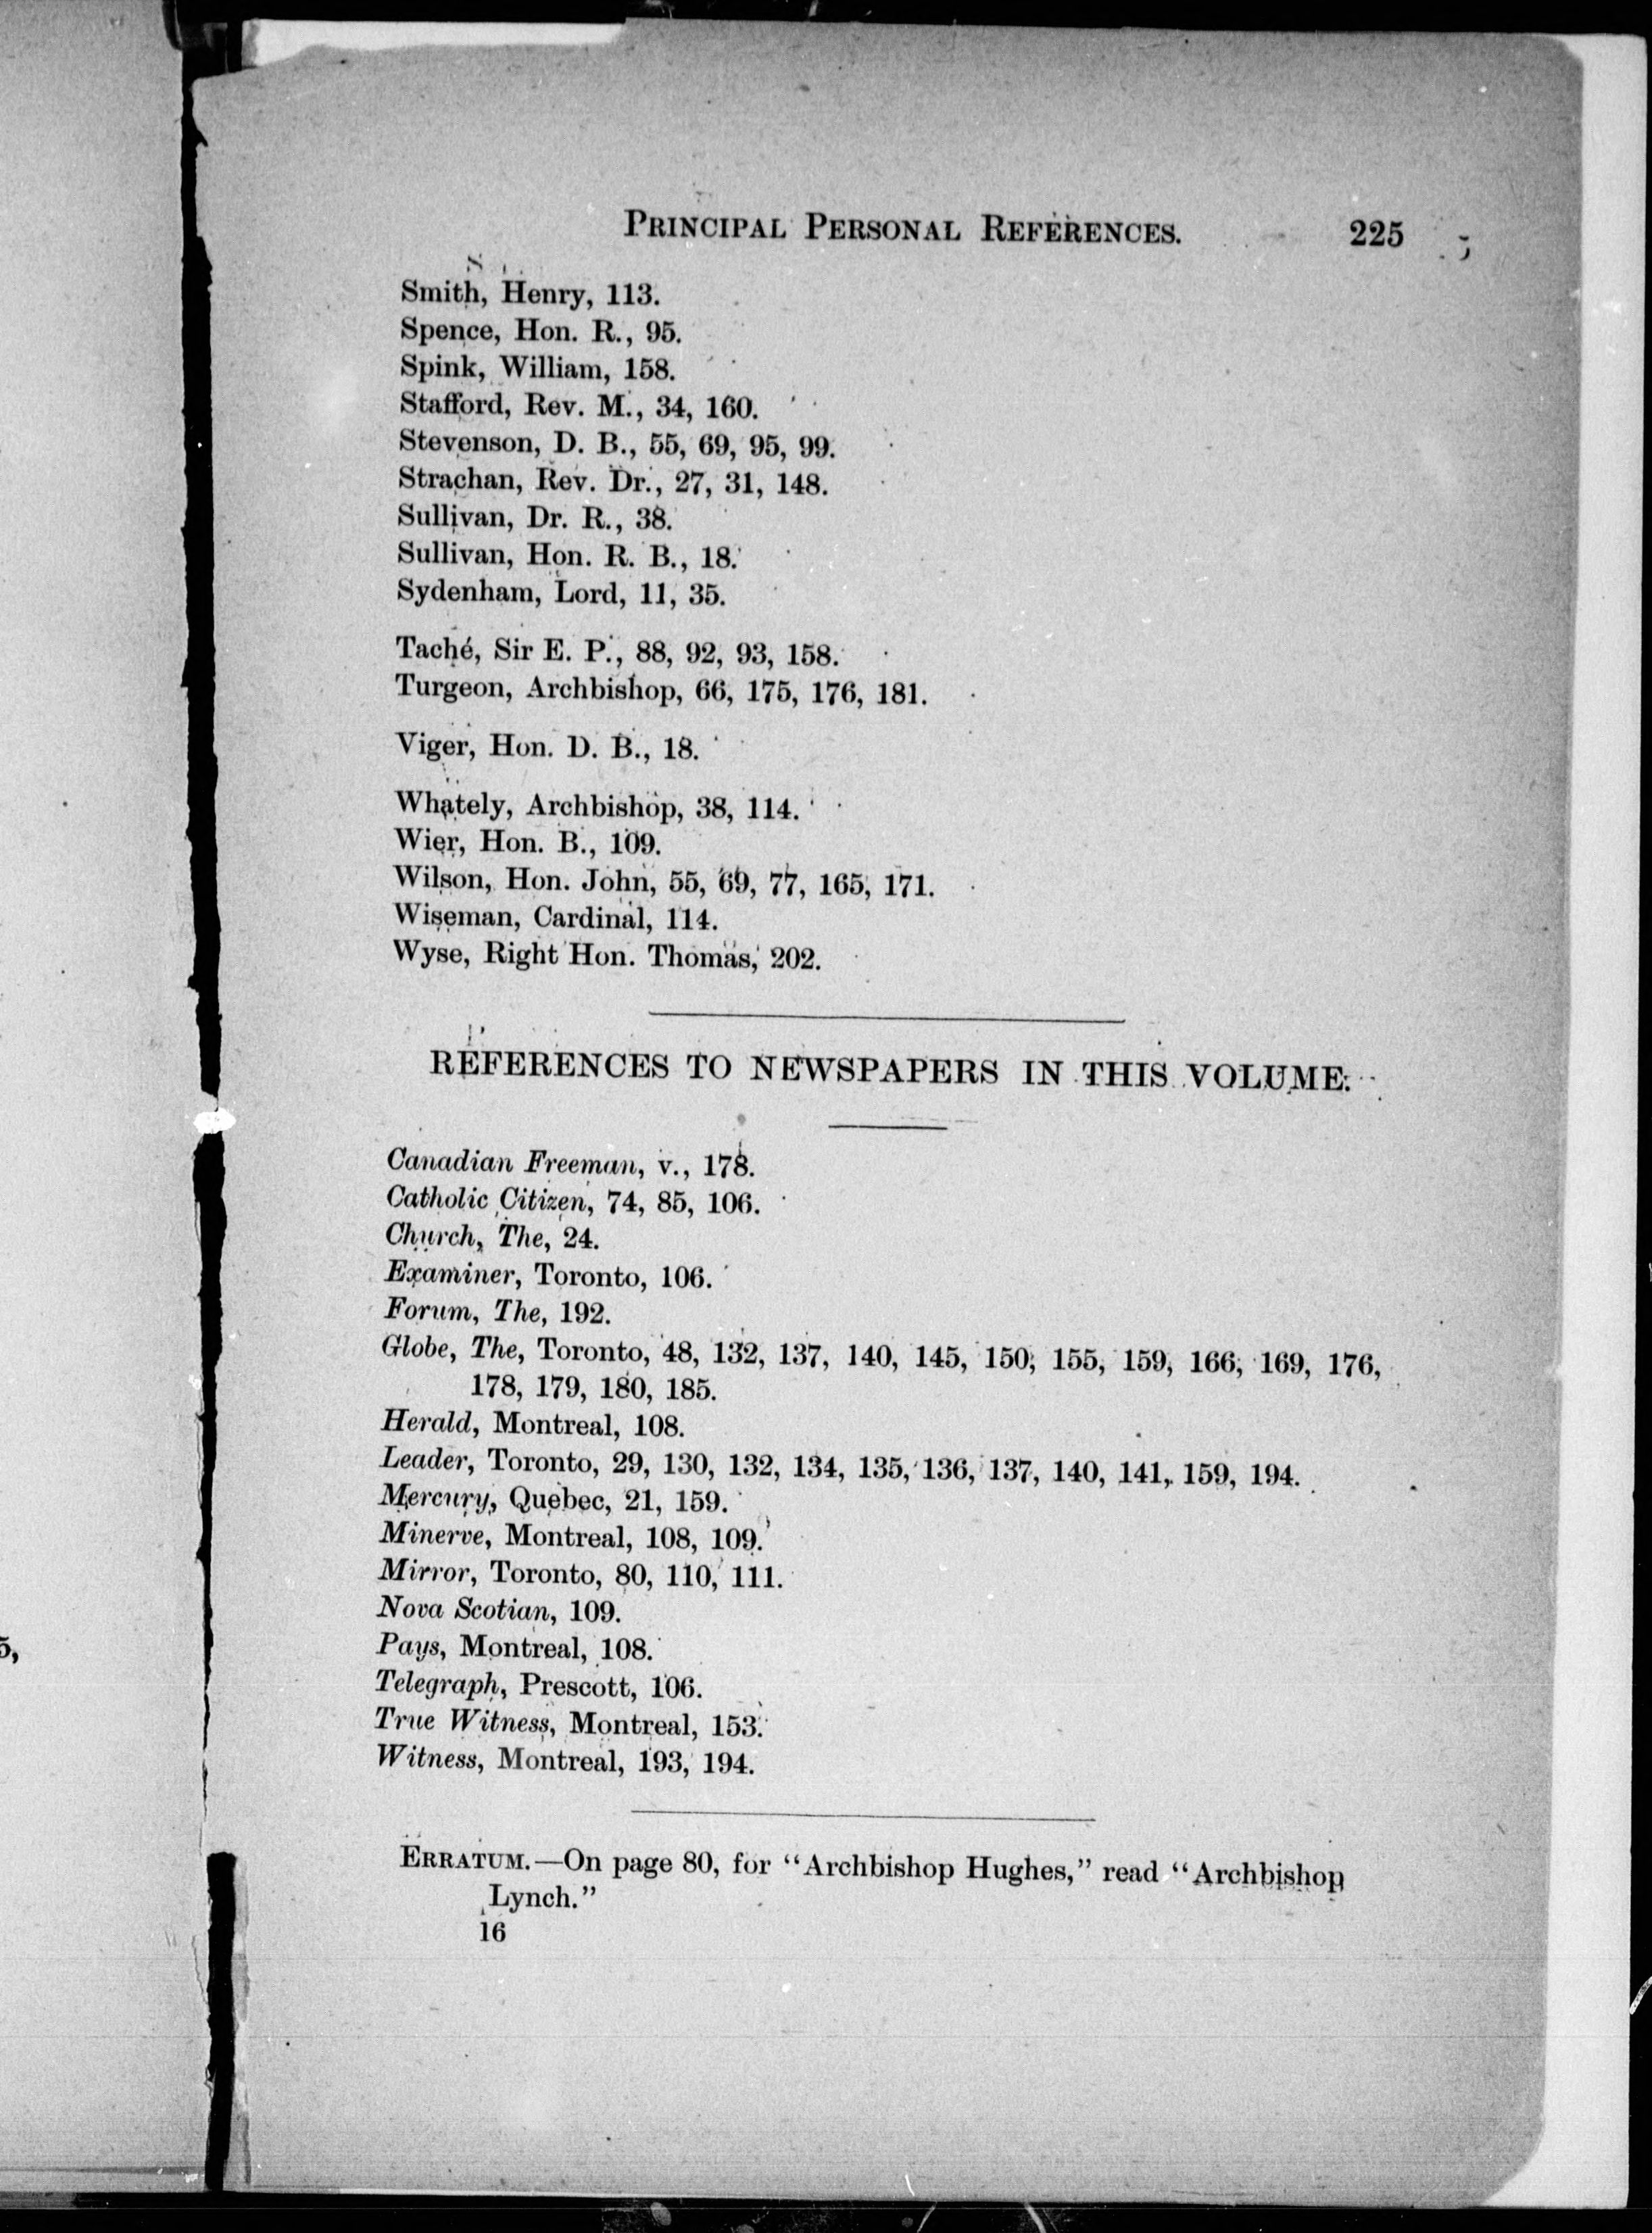 PRINCIPAL PERSONAL REFERENCES. 225
Smith, Henry, 113.
Spence, Hon. R., 95.
Spink, William, 158.
Stafford, Rev. M., 34, 160.
Stevenson, D. B., 55, 69, 95, 99.
Strachan, Rev. Dr., 27, 31, 148.
Sullivan, Dr. R., 38.
Sullivan, Hon. R. B., 18.
Sydenham, Lord, 11, 35.
Taché, Sir E. P., 88, 92, 93, 158.
Turgeon, Archbishop, 66, 175, 176, 181.
Viger, Hon. D. B., 18.
Whately, Archbishop, 38, 114.
Wier, Hon. B., 109.
Wilson, Hon. John, 55, 69, 77, 165, 171.
Wiseman, Cardinal, 114.
Wyse, Right Hon. Thomas, 202.
REFERENCES TO NEWSPAPERS IN THIS VOLUME.
Canadian Freeman, v., 178.
Catholic Citizen, 74, 85, 106.
Church, The, 24.
Examiner, Toronto, 106.
Forum, The, 192.
Globe, The, Toronto, 48, 132, 137, 140, 145, 150, 155, 159, 166, 169, 176,
178, 179, 180, 185.
Herald, Montreal, 108.
Leader, Toronto, 29, 130, 132, 134, 135, 136, 137, 140, 141, 159, 194.
Mercury, Quebec, 21, 159.
Minerve, Montreal, 108, 109.
Mirror, Toronto, 80, 110, 111.
Nova Scotian, 109.
Pays, Montreal, 108.
5,
Telegraph, Prescott, 106.
True Witness, Montreal, 153.
Witness, Montreal, 193, 194.
ERRATUM.—On page 80, for "Archbishop Hughes," read "Archbishop
Lynch."
16